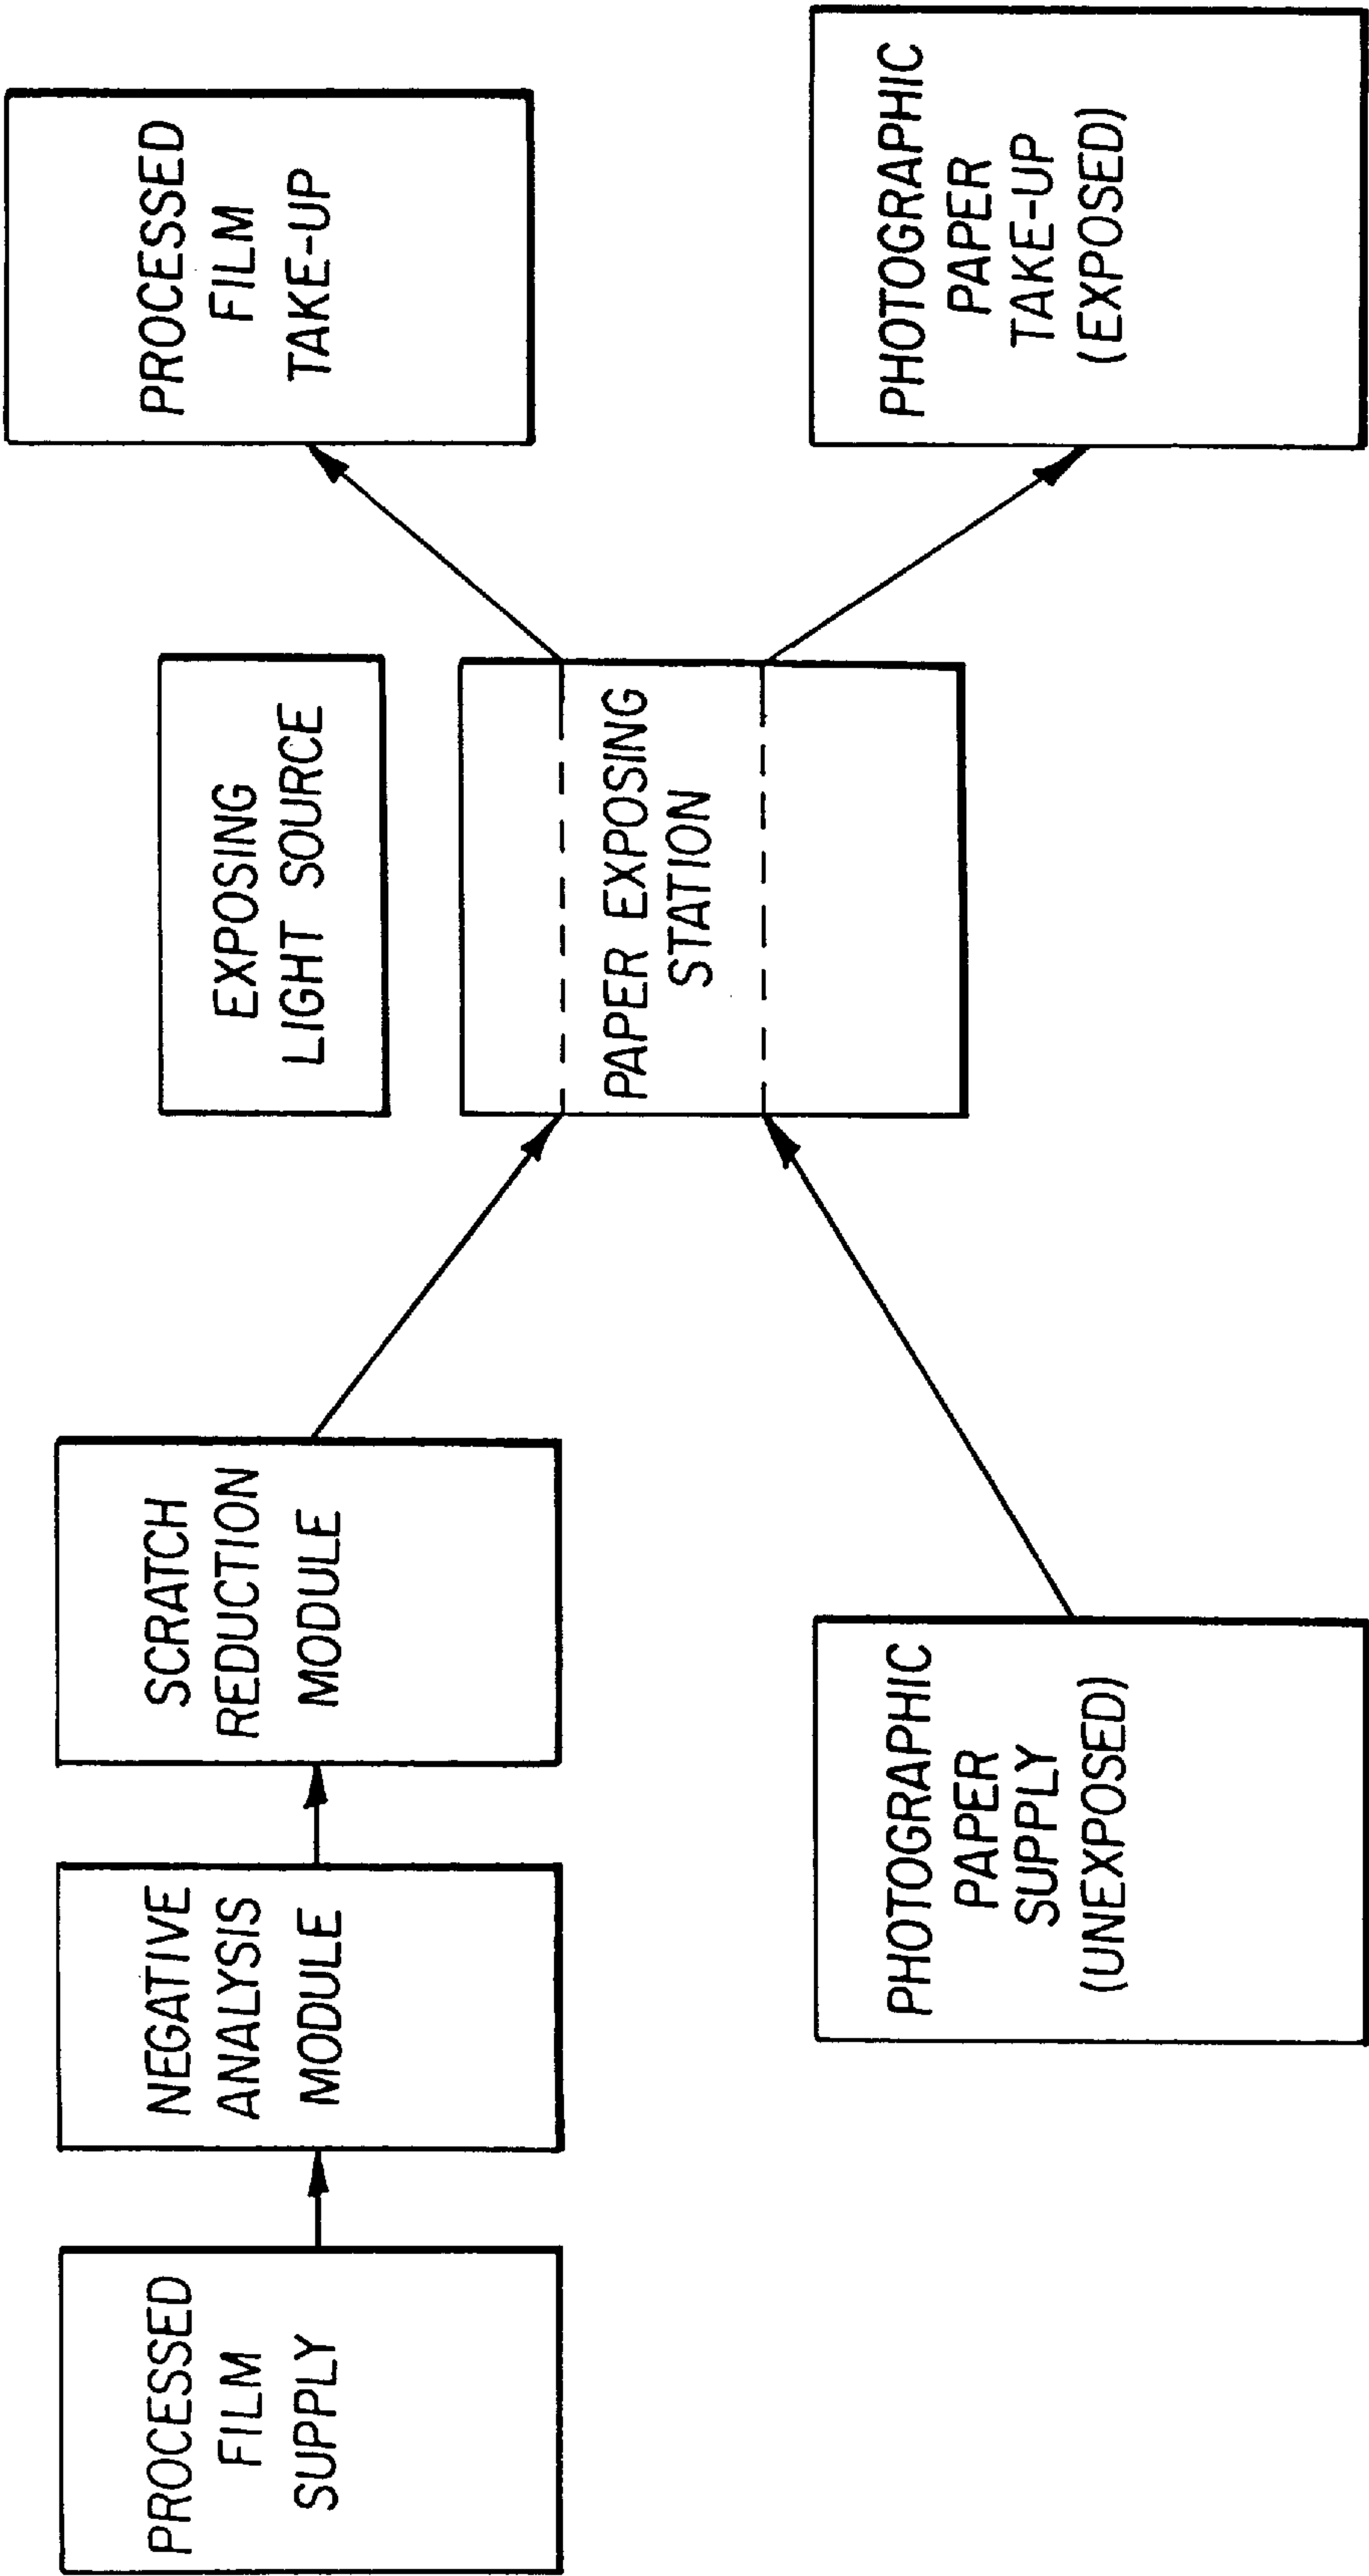 PROCESSED
FILM
SUPPLY
NEGATIVE
ANALYSIS
MODULE
SCRATCH
REDUCTION
MODULE
EXPOSING
LIGHT SOURCE
PAPER EXPOSING
STATION
PROCESSED
FILM
TAKE-UP
PHOTOGRAPHIC
PAPER
SUPPLY
(UNEXPOSED)
PHOTOGRAPHIC
PAPER
TAKE-UP
(EXPOSED)